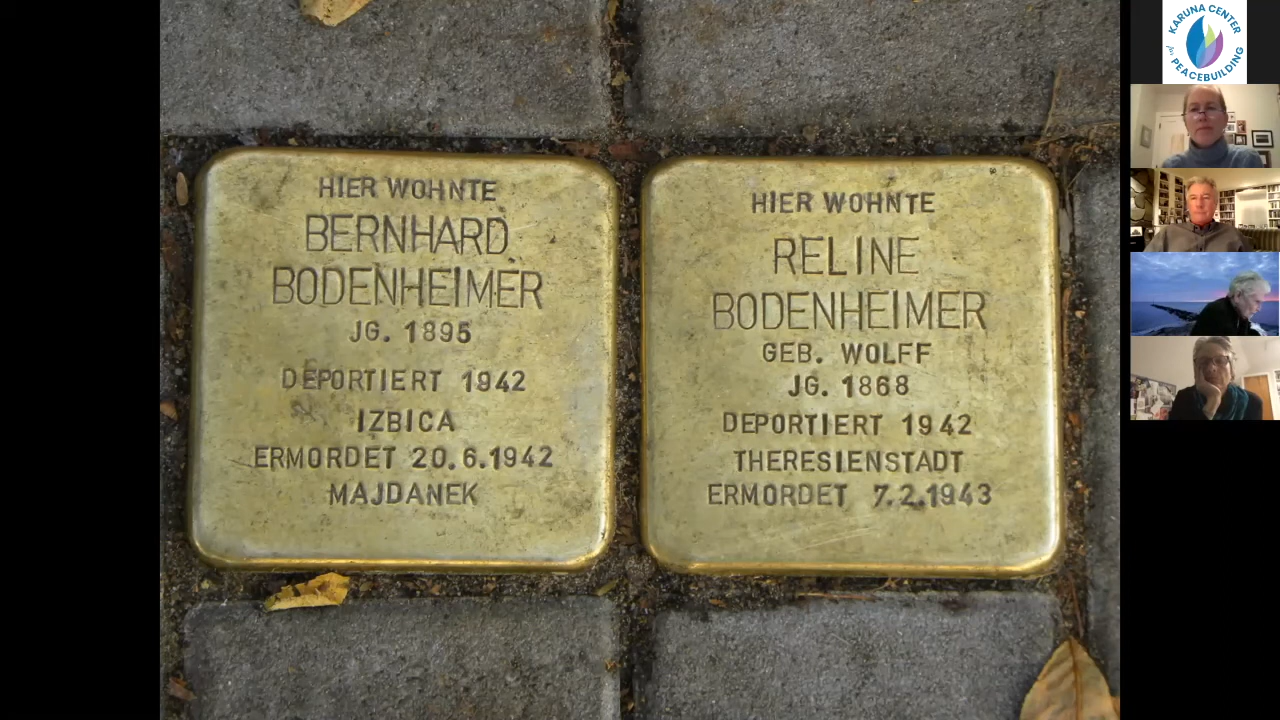 HIER WOHNTE
BERNHARD
BODENHEIMER
JG. 1895
DEPORTIERT 1942
IZBICA
ERMORDET 20.6.1942
MAJDANEK
HIER WOHNTE
RELINE
BODENHEIMER
GEB. WOLFF
JG. 1868
DEPORTIERT 1942
THERESIENSTADT
ERMORDET 7.2.1943
KARUNA CENTER
for PEACEBUILDING